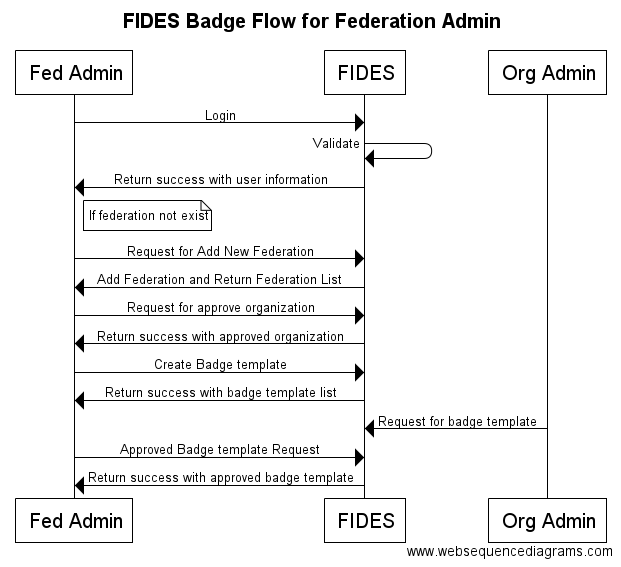 FIDES Badge Flow for Federation Admin
Fed Admin
FIDES
Org Admin
Login
Validate
Return success with user information
If federation not exist
Request for Add New Federation
Add Federation and Return Federation List
Request for approve organization
Return success with approved organization
Create Badge template
Return success with badge template list
Request for badge template
Approved Badge template Request
Return success with approved badge template
Fed Admin
FIDES
Org Admin
www.websequencediagrams.com